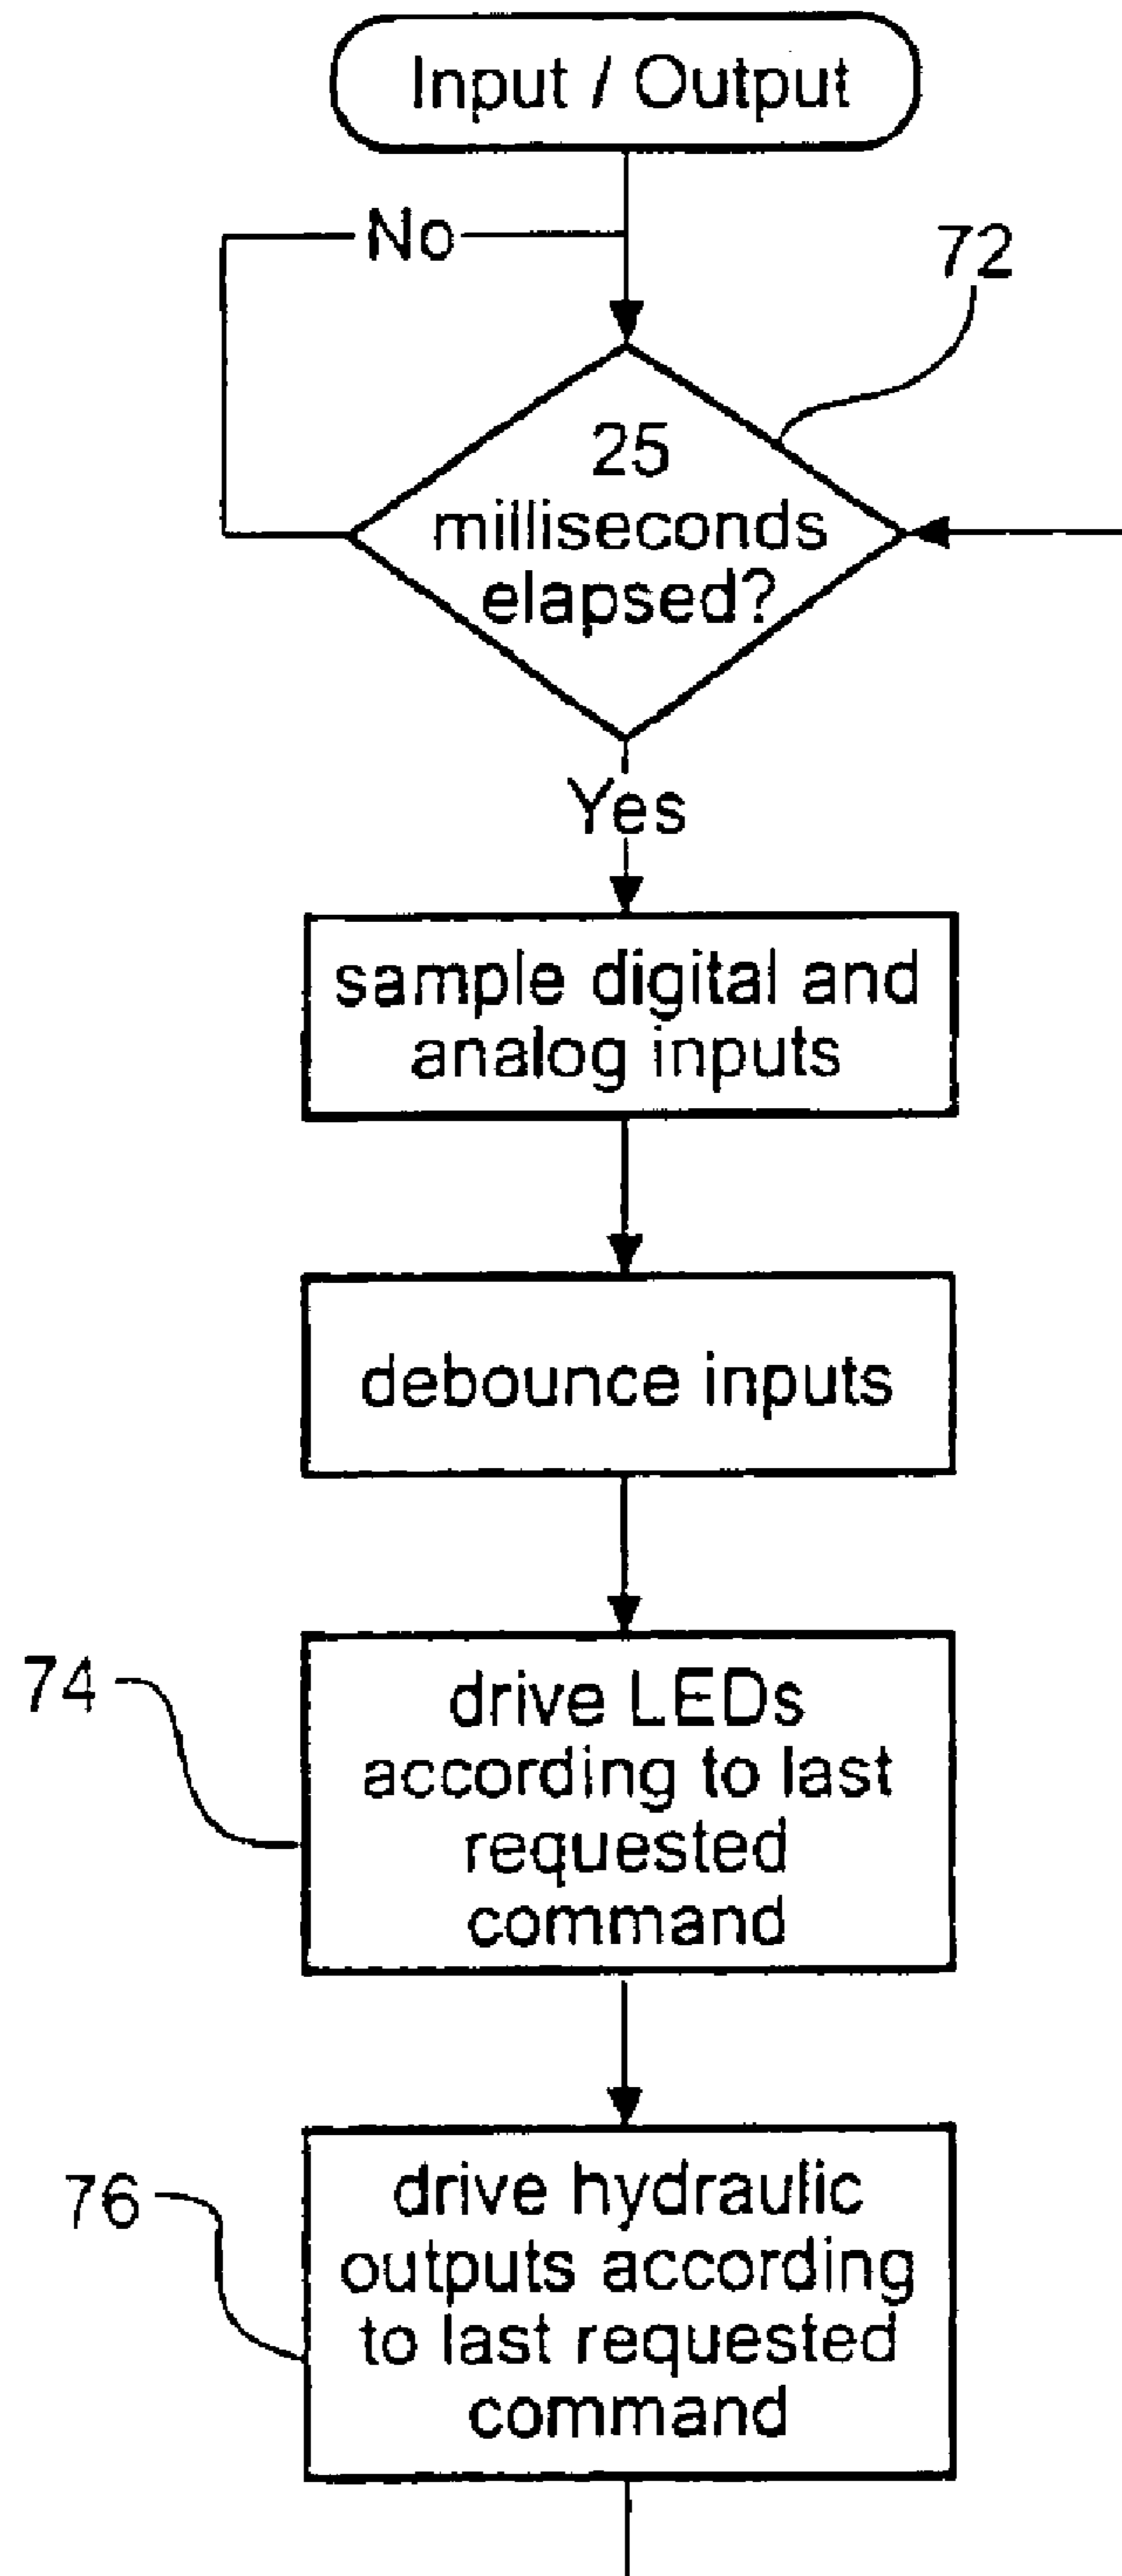 Input / Output
No
72
25
milliseconds
elapsed?
Yes
sample digital and
analog inputs
debounce inputs
74
drive LEDs
according to last
requested
command
76
drive hydraulic
outputs according
to last requested
command